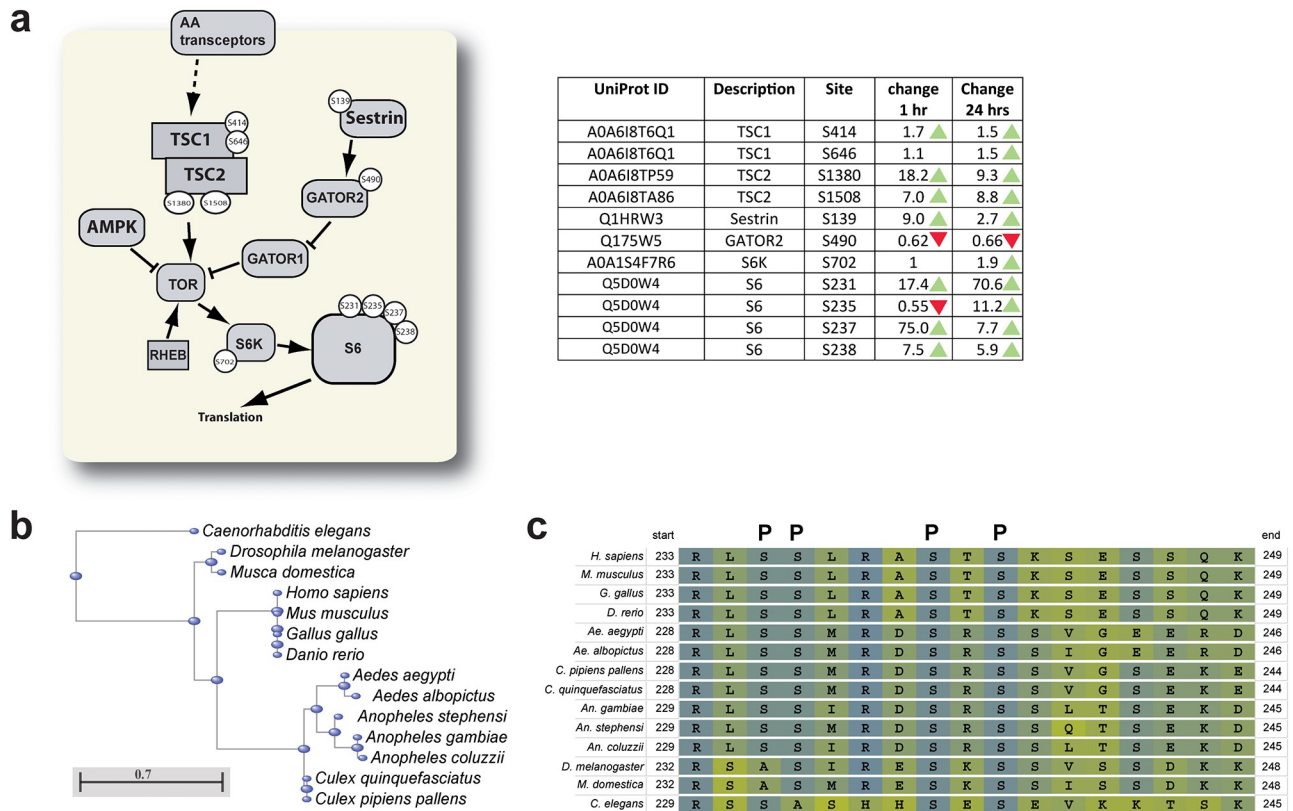 a
AA
transceptors
S139
Sestrin
S414
TSC1
S646
TSC2
S490
S1380
S1508
GATOR2
AMPK
GATOR1
TOR
S231
S235
S237
S238
RHEB
S6K
S6
S702
Translation
UniProt ID Description Site change 1 hr Change 24 hrs
A0A6I8T6Q1 TSC1 S414 1.7 1.5
A0A6I8T6Q1 TSC1 S646 1.1 1.5
A0A6I8TP59 TSC2 S1380 18.2 9.3
A0A6I8TA86 TSC2 S1508 7.0 8.8
Q1HRW3 Sestrin S139 9.0 2.7
Q175W5 GATOR2 S490 0.62 0.66
A0A1S4F7R6 S6K S702 1 1.9
Q5D0W4 S6 S231 17.4 70.6
Q5D0W4 S6 S235 0.55 11.2
Q5D0W4 S6 S237 75.0 7.7
Q5D0W4 S6 S238 7.5 5.9
b
Caenorhabditis elegans
Drosophila melanogaster
Musca domestica
Homo sapiens
Mus musculus
Gallus gallus
Danio rerio
Aedes aegypti
Aedes albopictus
Anopheles stephensi
Anopheles gambiae
Anopheles coluzzii
Culex quinquefasciatus
Culex pipiens pallens
0.7
c
start P P P P end
H. sapiens 233 R L S S L R A S T S K S E S S Q K 249
M. musculus 233 R L S S L R A S T S K S E S S Q K 249
G. gallus 233 R L S S L R A S T S K S E S S Q K 249
D. rerio 233 R L S S L R A S T S K S E S S Q K 249
Ae. aegypti 228 R L S S M R D S R S S V G E E R D 246
Ae. albopictus 228 R L S S M R D S R S S I G E E R D 246
C. pipiens pallens 228 R L S S M R D S R S S V G S E K E 244
C. quinquefasciatus 228 R L S S M R D S R S S V G S E K E 244
An. gambiae 229 R L S S I R D S R S S L T S E K D 245
An. stephensi 229 R L S S M R D S R S S Q T S E K D 245
An. coluzzii 229 R L S S I R D S R S S L T S E K D 245
D. melanogaster 232 R S A S I R E S K S S V S S D K K 248
M. domestica 232 R S A S M R E S K S S I S S D K K 248
C. elegans 229 R S S A S H H S E S E V K K T S K 245